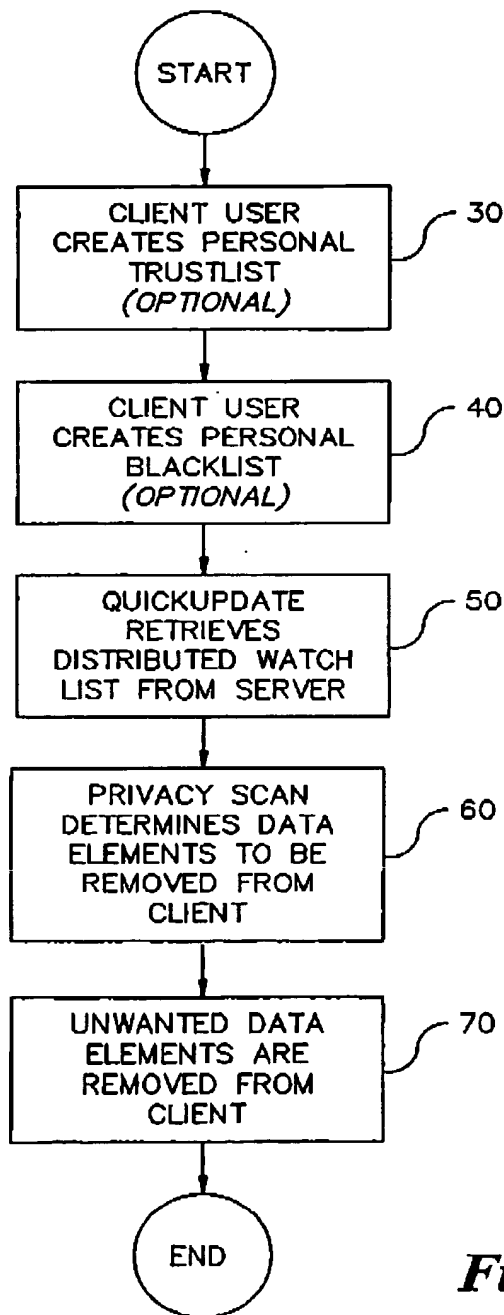 START
CLIENT USER
CREATES PERSONAL
TRUSTLIST
(OPTIONAL)
30
CLIENT USER
CREATES PERSONAL
BLACKLIST
(OPTIONAL)
40
QUICKUPDATE
RETRIEVES
DISTRIBUTED WATCH
LIST FROM SERVER
50
PRIVACY SCAN
DETERMINES DATA
ELEMENTS TO BE
REMOVED FROM
CLIENT
60
UNWANTED DATA
ELEMENTS ARE
REMOVED FROM
CLIENT
70
END